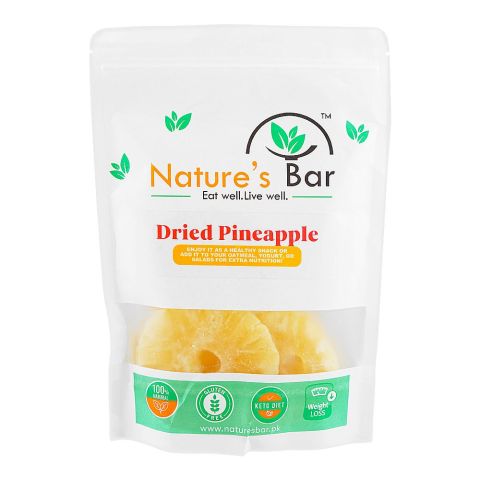 TM
Nature's Bar
Eat well.Live well.
Dried Pineapple
ENJOY IT AS A HEALTHY SNACK OR
ADD IT TO YOUR OATMEAL, YOGURT, OR
SALADS FOR EXTRA NUTRITION!
100%
NATURAL
GLUTEN
FREE
KETO DIET
Weight
LOSS
www.naturesbar.pk